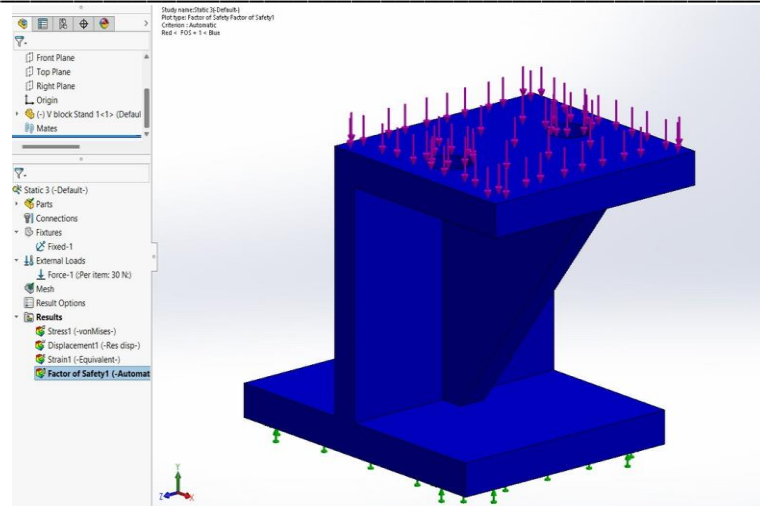 Study name:Static 3(-Default-)
Plot type: Factor of Safety Factor of Safety1
Criterion : Automatic
Red < FOS = 1 < Blue
Front Plane
Top Plane
Right Plane
Origin
(-) V block Stand 1<1> (Defaul
Mates
Static 3 (-Default-)
Parts
Connections
Fixtures
Fixed-1
External Loads
Force-1 (:Per item: 30 N:)
Mesh
Result Options
Results
Stress1 (-vonMises-)
Displacement1 (-Res disp-)
Strain1 (-Equivalent-)
Factor of Safety1 (-Automat
Y
Z
X